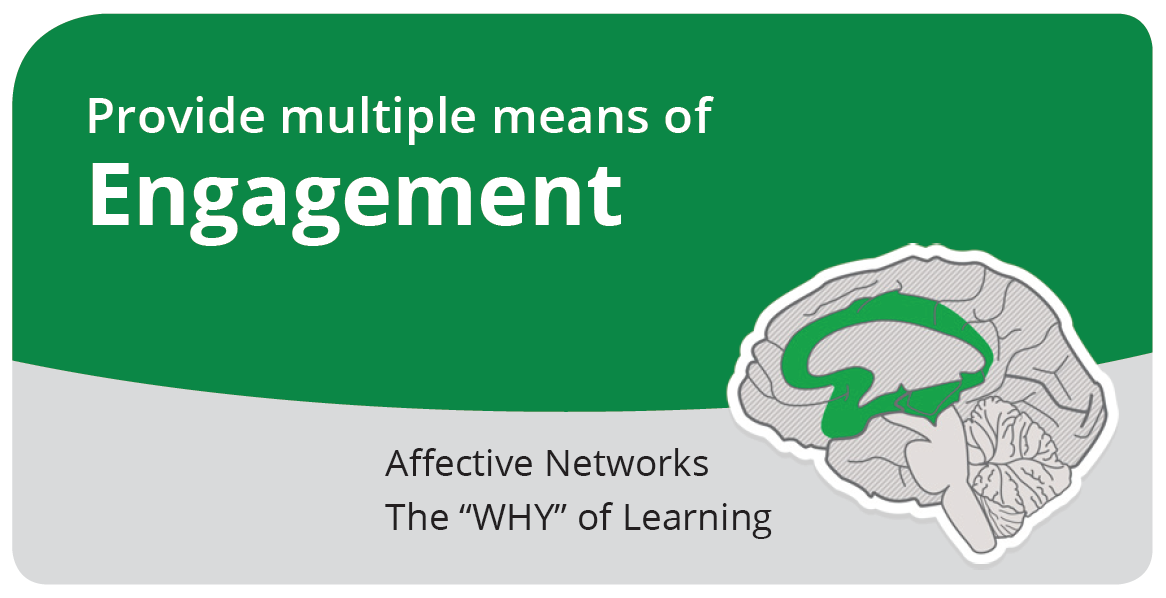 Provide multiple means of
Engagement
Affective Networks
The “WHY” of Learning